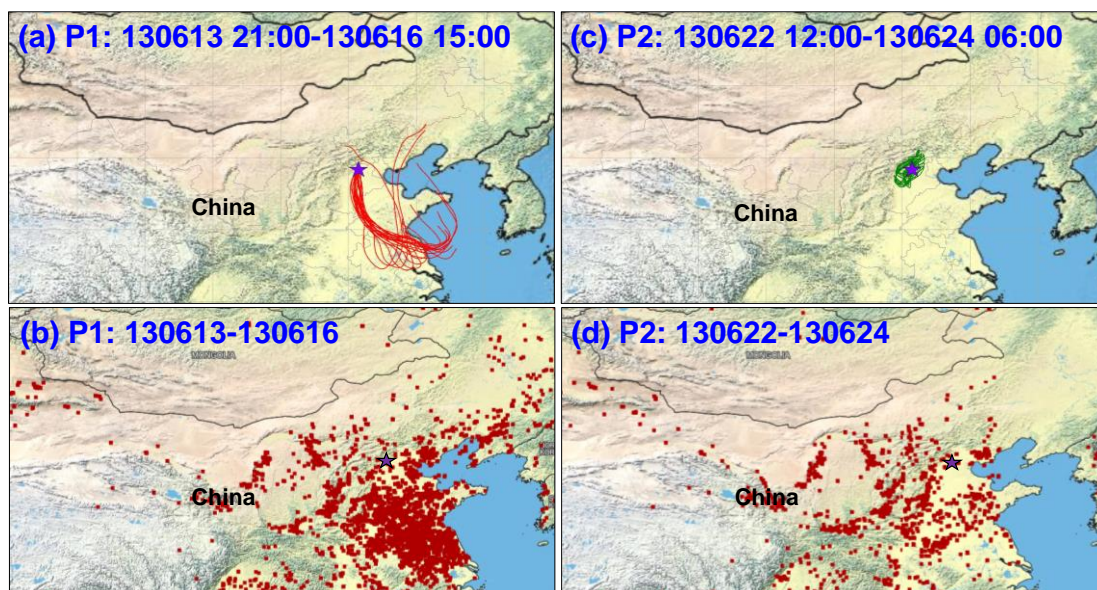 (a) P1: 130613 21:00-130616 15:00
China
(c) P2: 130622 12:00-130624 06:00
China
(b) P1: 130613-130616
MONGOLIA
China
(d) P2: 130622-130624
MONGOLIA
China